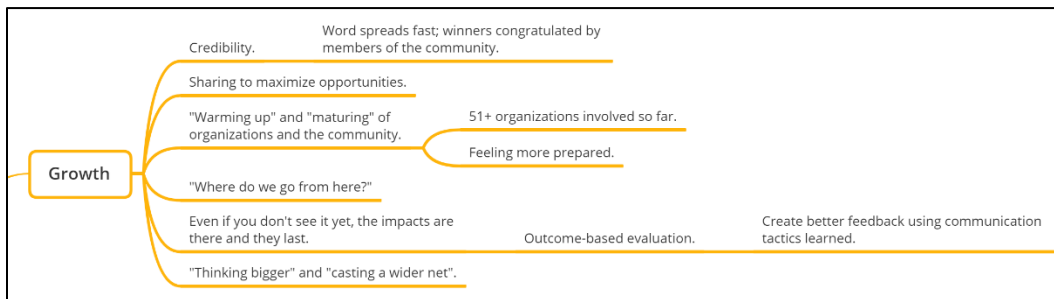 Growth
Credibility.
Word spreads fast; winners congratulated by
members of the community.
Sharing to maximize opportunities.
"Warming up" and "maturing" of
organizations and the community.
51+ organizations involved so far.
Feeling more prepared.
"Where do we go from here?"
Even if you don't see it yet, the impacts are
there and they last.
Outcome-based evaluation.
Create better feedback using communication
tactics learned.
"Thinking bigger" and "casting a wider net".